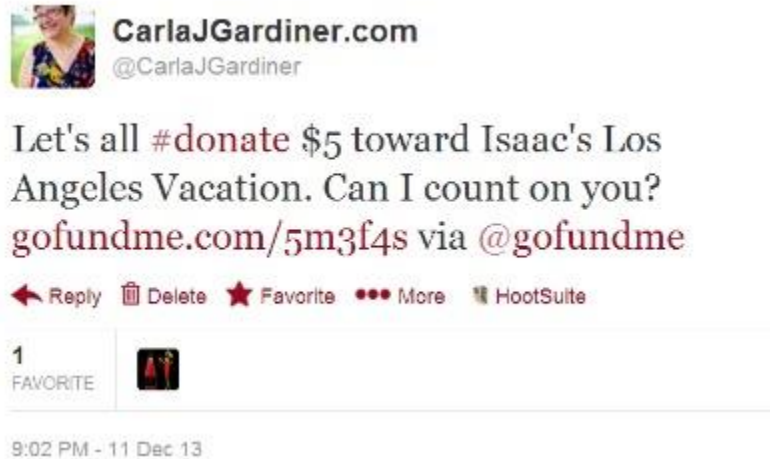 CarlaJGardiner.com
@CarlaJGardiner
Let's all #donate $5 toward Isaac's Los
Angeles Vacation. Can I count on you?
gofundme.com/5m3f4s via @gofundme
Reply Delete Favorite More HootSuite
1
FAVORITE
9:02 PM - 11 Dec 13